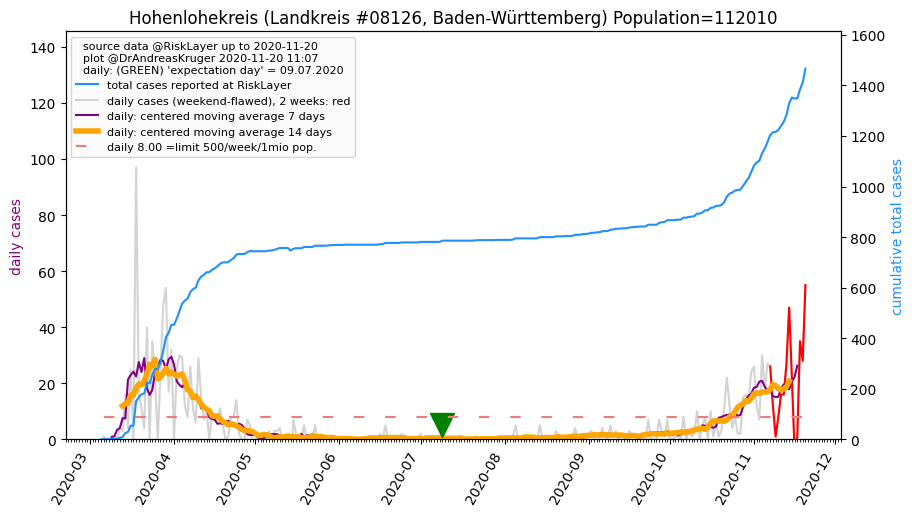 Hohenlohekreis (Landkreis #08126, Baden-Württemberg) Population=112010
source data @RiskLayer up to 2020-11-20
plot @DrAndreasKruger 2020-11-20 11:07
daily: (GREEN) 'expectation day' = 09.07.2020
total cases reported at RiskLayer
daily cases (weekend-flawed), 2 weeks: red
daily: centered moving average 7 days
daily: centered moving average 14 days
daily 8.00 =limit 500/week/1mio pop.
daily cases
140
120
100
80
60
40
20
0
cumulative total cases
1600
1400
1200
1000
800
600
400
200
0
2020-03
2020-04
2020-05
2020-06
2020-07
2020-08
2020-09
2020-10
2020-11
2020-12